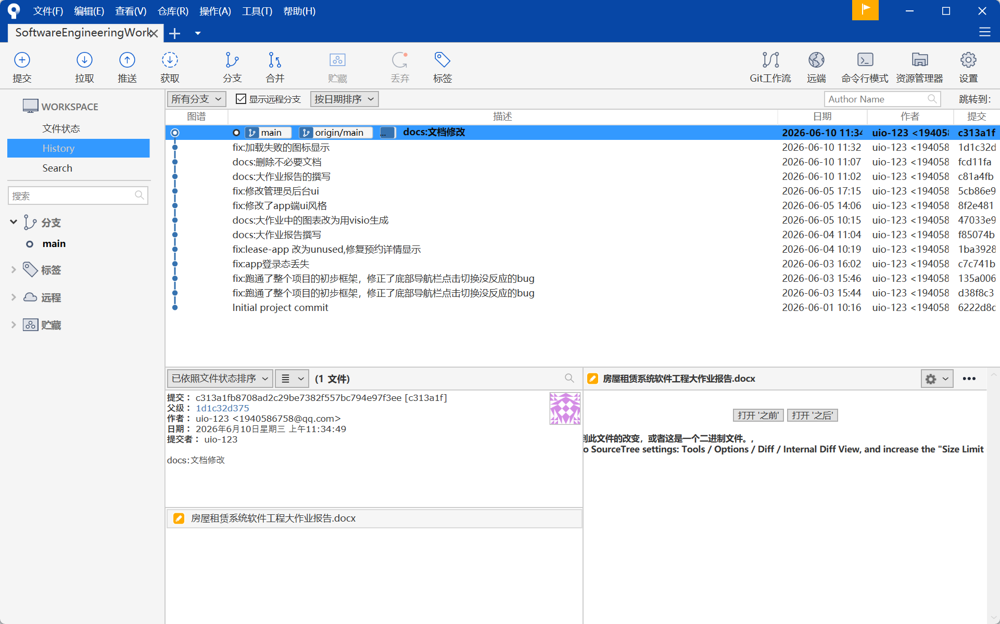 文件(F) 编辑(E) 查看(V) 仓库(R) 操作(A) 工具(T) 帮助(H)
SoftwareEngineeringWork
提交 拉取 推送 获取 分支 合并 贮藏 丢弃 标签 Git工作流 远端 命令行模式 资源管理器 设置
WORKSPACE
文件状态
History
Search
搜索
分支
main
标签
远程
贮藏
所有分支 显示远程分支 按日期排序 Author Name 跳转到:
图谱 描述 日期 作者 提交
main origin/main ... docs:文档修改 2026-06-10 11:34 uio-123 <19405 c313a1f
fix:加载失败的图标显示 2026-06-10 11:32 uio-123 <194058 1d1c32d
docs:删除不必要文档 2026-06-10 11:07 uio-123 <194058 fcd11fa
docs:大作业报告的撰写 2026-06-10 11:02 uio-123 <194058 c81a4fb
fix:修改管理员后台ui 2026-06-05 17:15 uio-123 <194058 5cb86e9
fix:修改了app端ui风格 2026-06-05 14:06 uio-123 <194058 8f2e481
docs:大作业中的图表改为用visio生成 2026-06-05 10:15 uio-123 <194058 47033e9
docs:大作业报告撰写 2026-06-04 11:04 uio-123 <194058 f85074b
fix:lease-app 改为unused,修复预约详情显示 2026-06-04 10:19 uio-123 <194058 1ba3928
fix:app登录态丢失 2026-06-03 16:02 uio-123 <194058 c7c741b
fix:跑通了整个项目的初步框架，修正了底部导航栏点击切换没反应的bug 2026-06-03 15:46 uio-123 <194058 135a006
fix:跑通了整个项目的初步框架，修正了底部导航栏点击切换没反应的bug 2026-06-03 15:44 uio-123 <194058 d38f8c3
Initial project commit 2026-06-01 10:16 uio-123 <194058 6222d8c
已依照文件状态排序 (1 文件)
提交： c313a1fb8708ad2c29be7382f557bc794e97f3ee [c313a1f]
父级： 1d1c32d375
作者： uio-123 <1940586758@qq.com>
日期： 2026年6月10日星期三 上午11:34:49
提交者： uio-123
docs:文档修改
房屋租赁系统软件工程大作业报告.docx
房屋租赁系统软件工程大作业报告.docx
打开 '之前' 打开 '之后'
到此文件的改变，或者这是一个二进制文件。,
o SourceTree settings: Tools / Options / Diff / Internal Diff View, and increase the "Size Limit